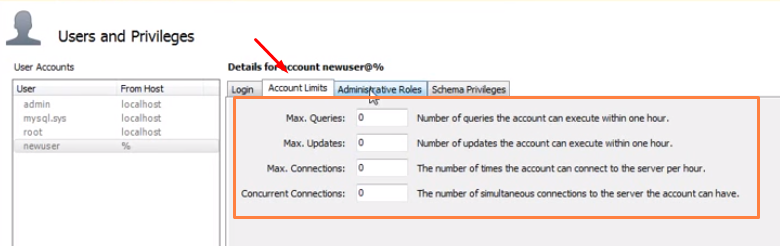 Users and Privileges
User Accounts
User From Host
admin localhost
mysql.sys localhost
root localhost
newuser %
Details for account newuser@%
Login Account Limits Administrative Roles Schema Privileges
Max. Queries: 0 Number of queries the account can execute within one hour.
Max. Updates: 0 Number of updates the account can execute within one hour.
Max. Connections: 0 The number of times the account can connect to the server per hour.
Concurrent Connections: 0 The number of simultaneous connections to the server the account can have.